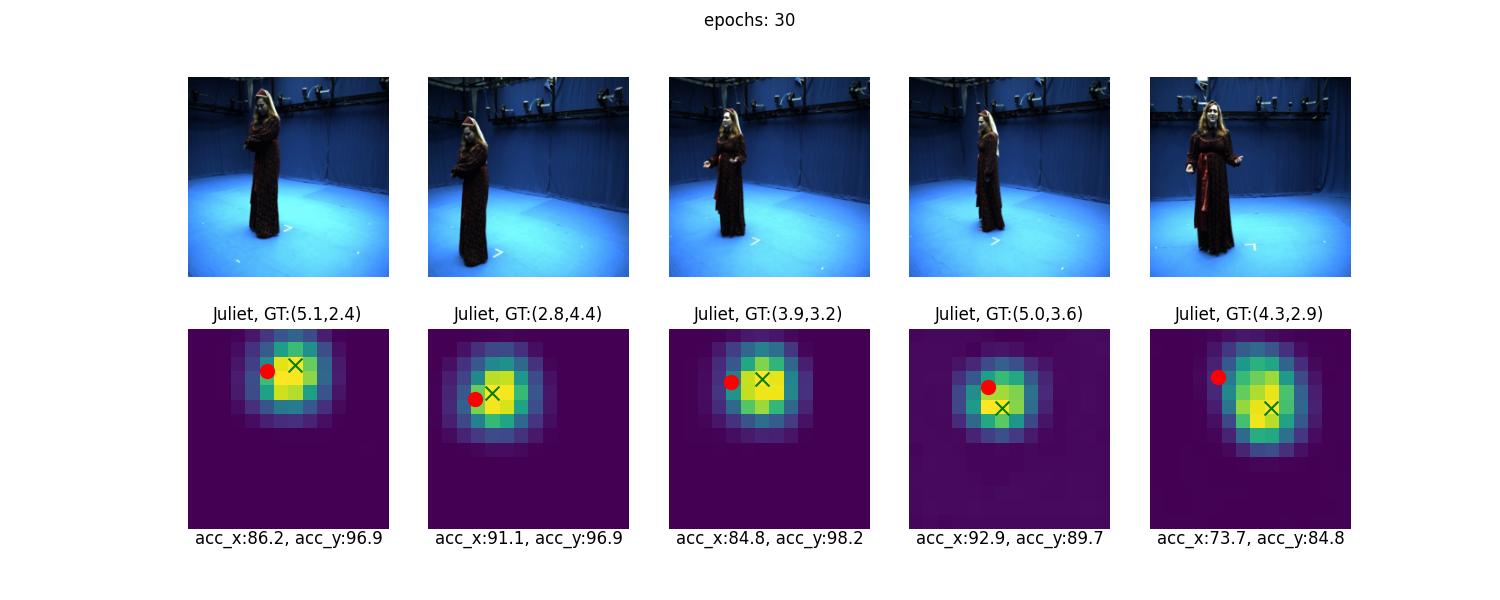 epochs: 30
Juliet, GT:(5.1,2.4)
Juliet, GT:(2.8,4.4)
Juliet, GT:(3.9,3.2)
Juliet, GT:(5.0,3.6)
Juliet, GT:(4.3,2.9)
acc_x:86.2, acc_y:96.9
acc_x:91.1, acc_y:96.9
acc_x:84.8, acc_y:98.2
acc_x:92.9, acc_y:89.7
acc_x:73.7, acc_y:84.8